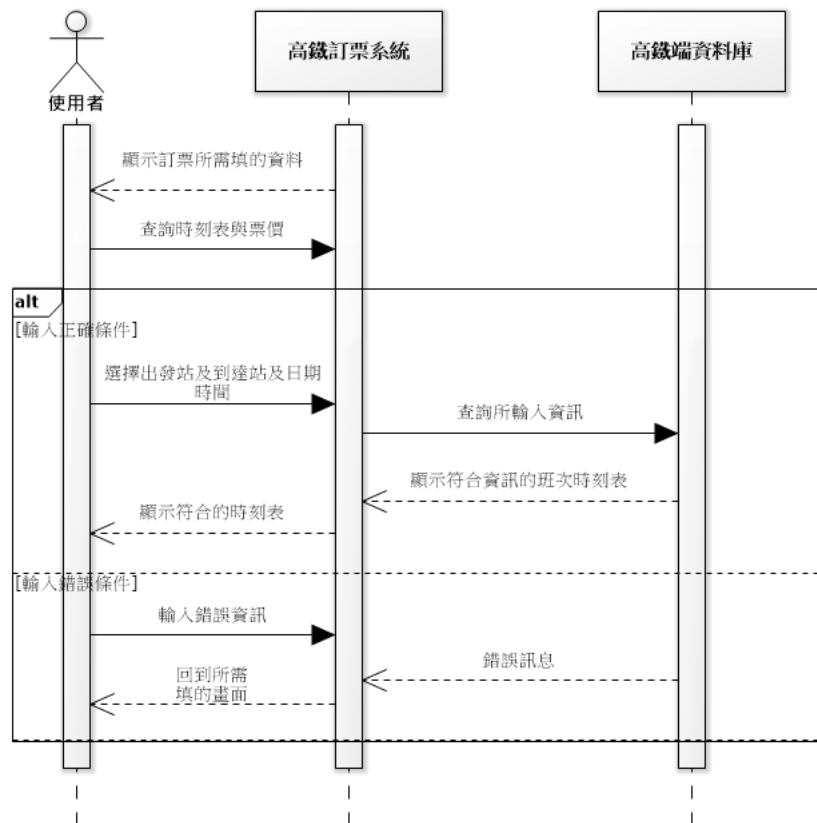 使用者
高鐵訂票系統
高鐵端資料庫
顯示訂票所需填的資料
查詢時刻表與票價
alt
[輸入正確條件]
選擇出發站及到達站及日期
時間
查詢所輸入資訊
顯示符合資訊的班次時刻表
顯示符合的時刻表
[輸入錯誤條件]
輸入錯誤資訊
錯誤訊息
回到所需
填的畫面